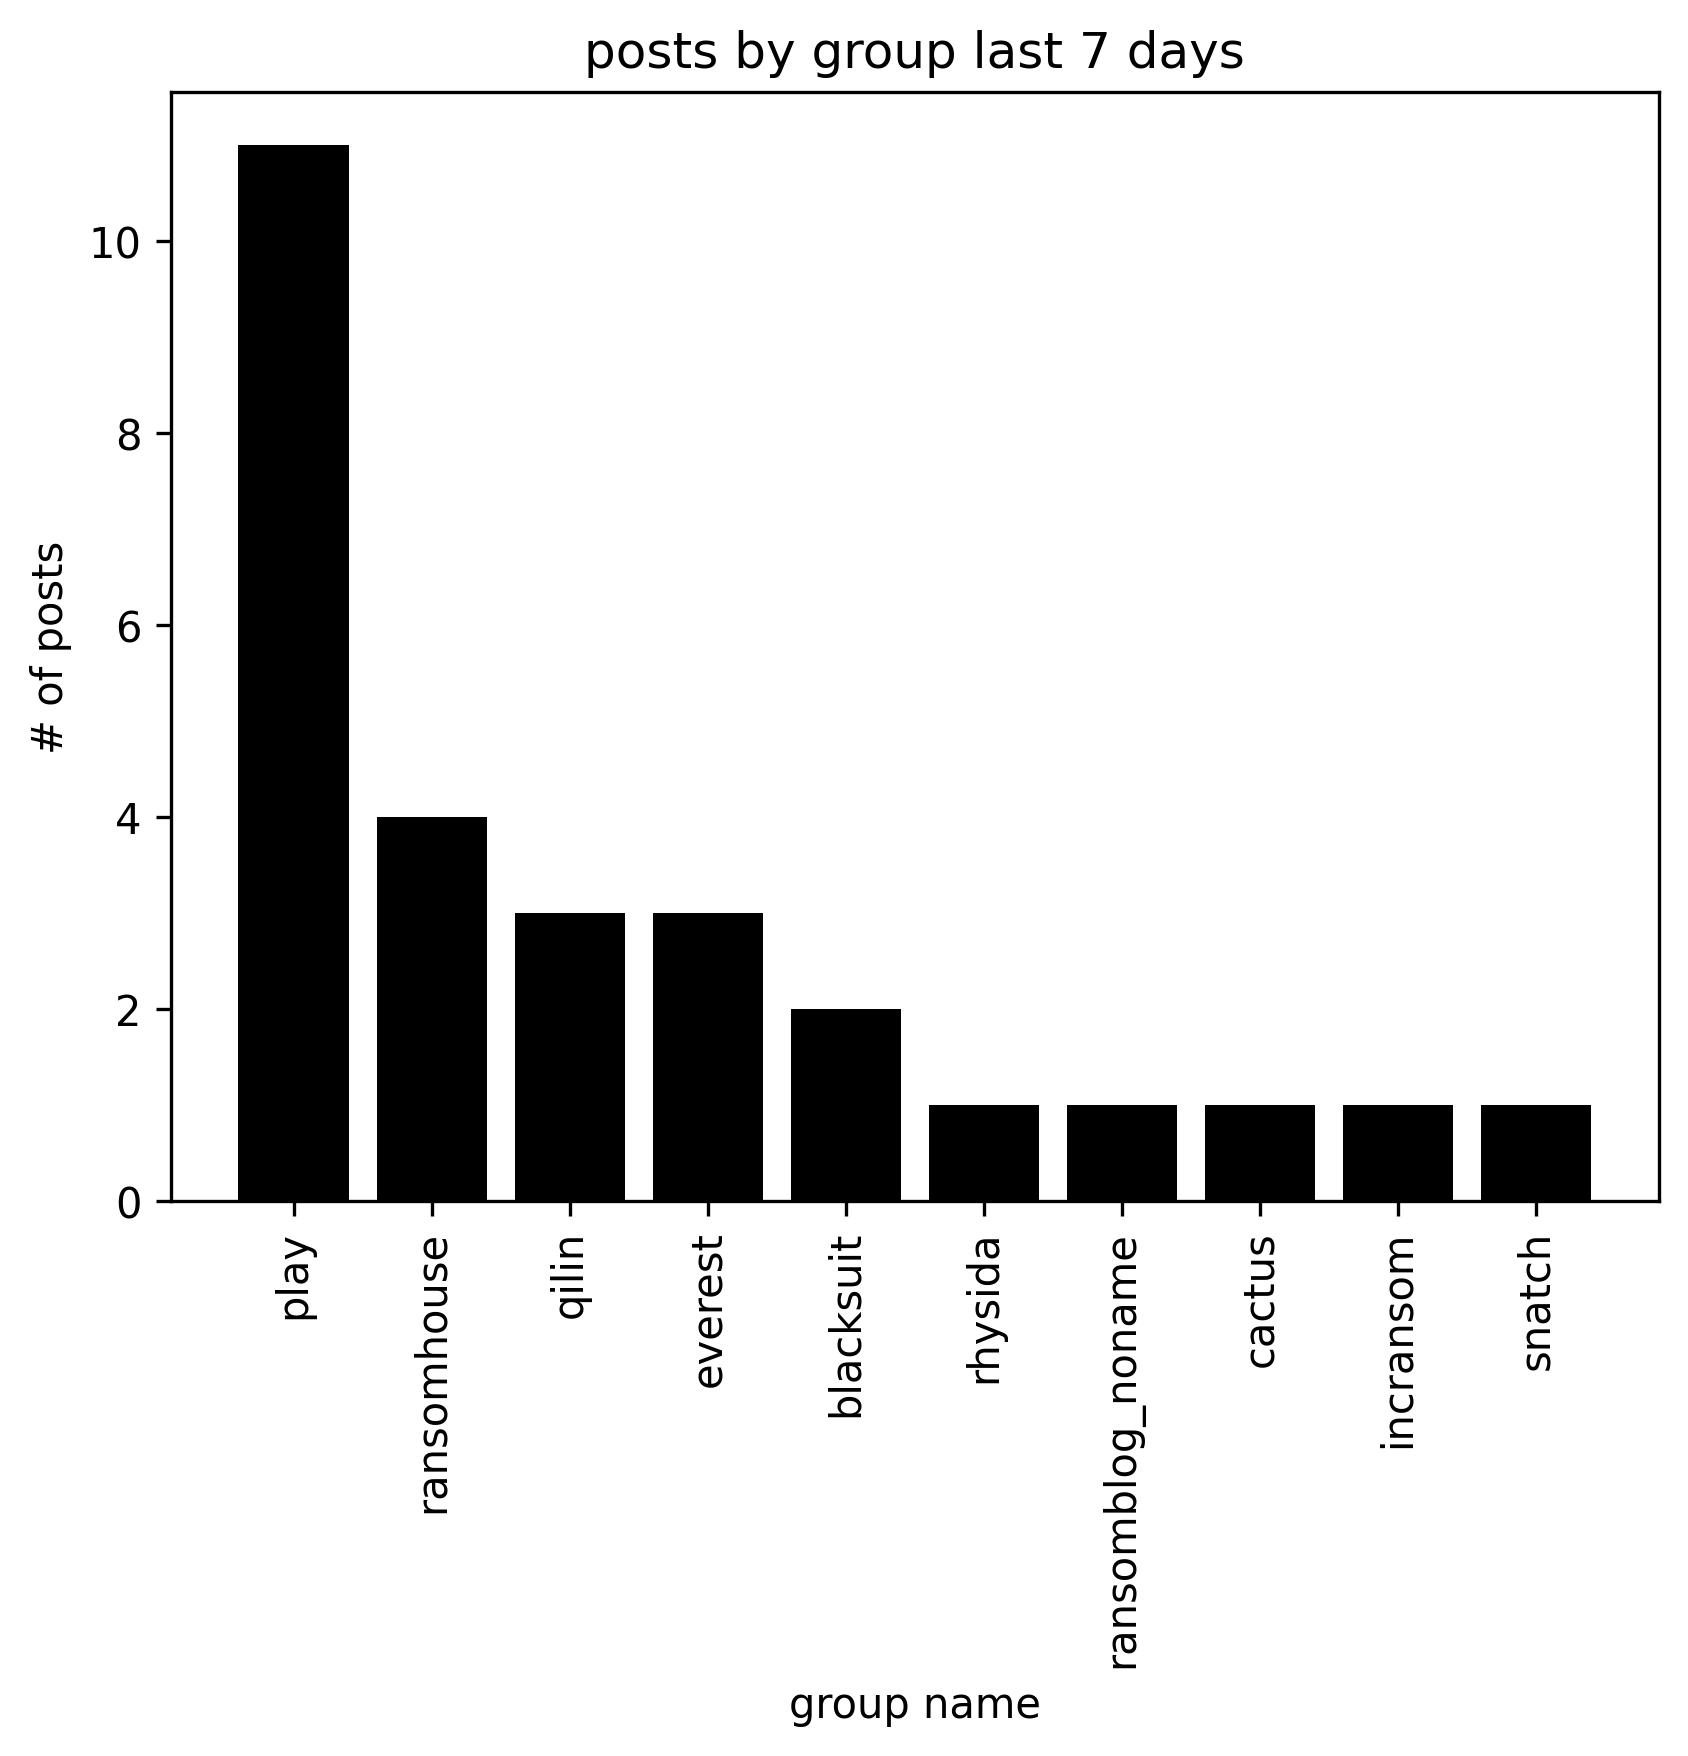 posts by group last 7 days
# of posts
10
8
6
4
2
0
play
ransomhouse
qilin
everest
blacksuit
rhysida
ransomblog_noname
cactus
incransom
snatch
group name